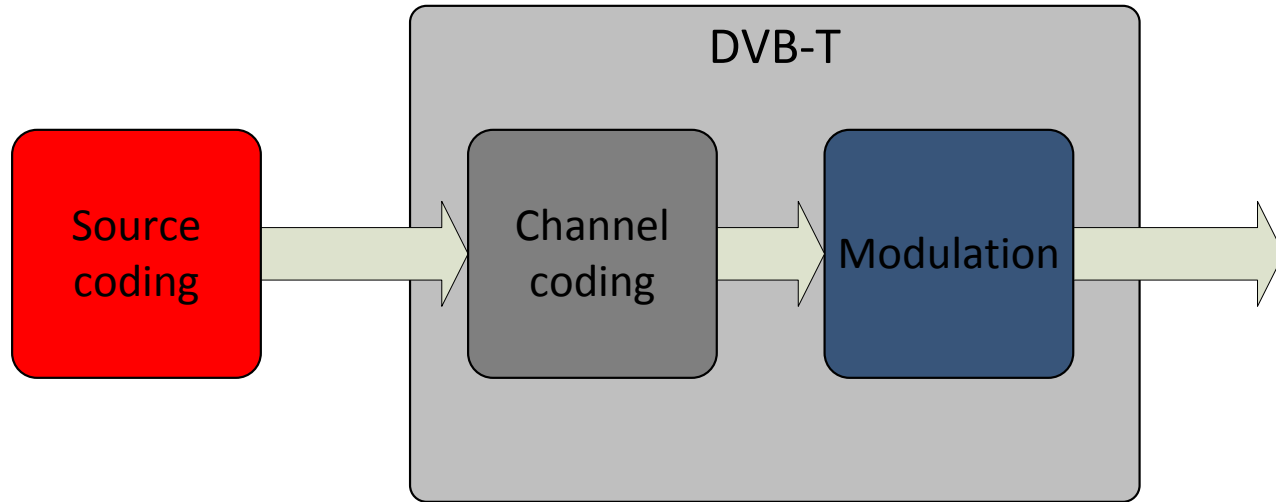 DVB-T
Source
coding
Channel
coding
Modulation